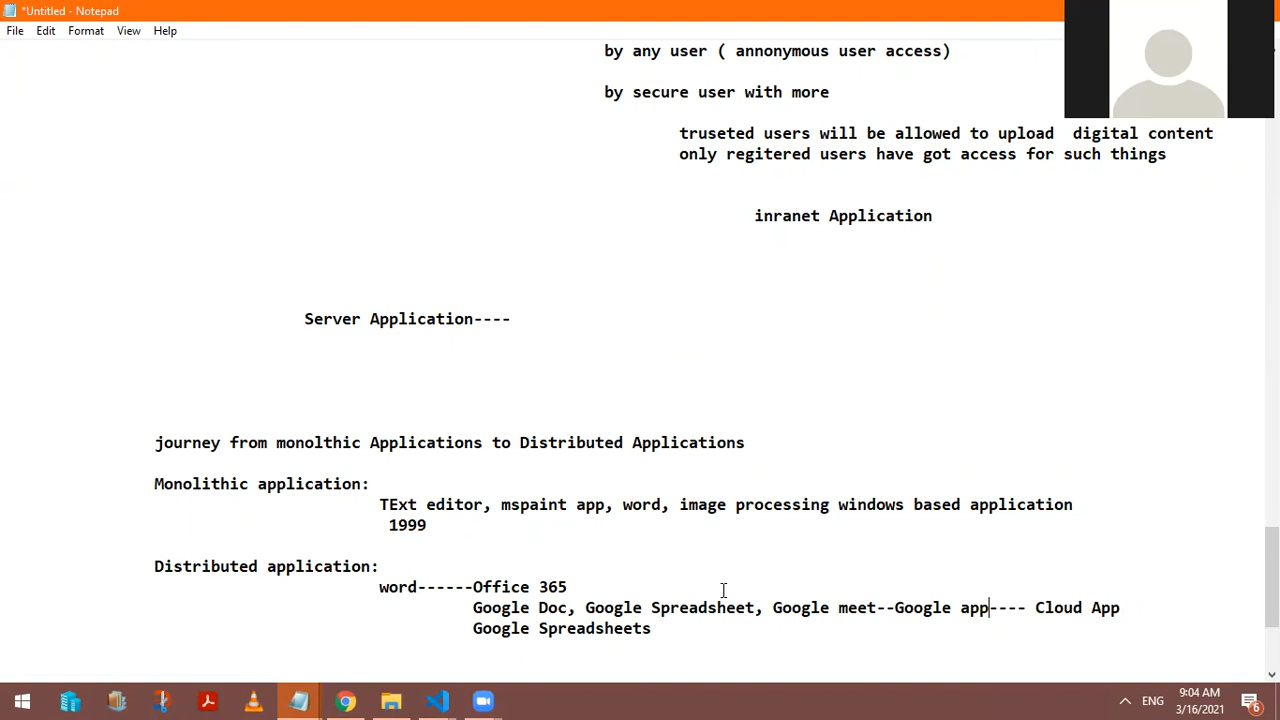 *Untitled - Notepad
File Edit Format View Help
by any user ( annonymous user access)
by secure user with more
truseted users will be allowed to upload  digital content
only regitered users have got access for such things
inranet Application
Server Application----
journey from monolthic Applications to Distributed Applications
Monolithic application:
TExt editor, mspaint app, word, image processing windows based application
1999
Distributed application:
word------Office 365
Google Doc, Google Spreadsheet, Google meet--Google app---- Cloud App
Google Spreadsheets
ENG
9:04 AM
3/16/2021
6